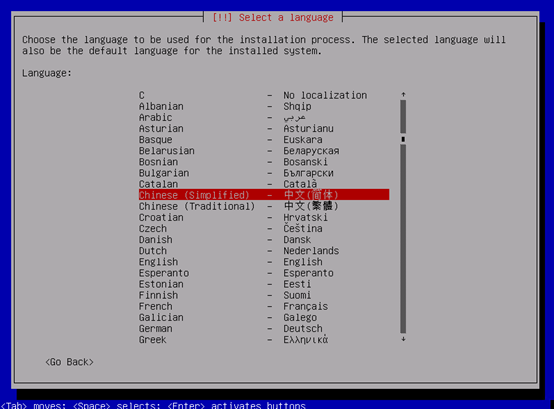 [!!] Select a language
Choose the language to be used for the installation process. The selected language will
also be the default language for the installed system.
Language:
C - No localization
Albanian - Shqip
Arabic - عربي
Asturian - Asturianu
Basque - Euskara
Belarusian - Беларуская
Bosnian - Bosanski
Bulgarian - Български
Catalan - Català
Chinese (Simplified) - 中文(简体)
Chinese (Traditional) - 中文(繁體)
Croatian - Hrvatski
Czech - Čeština
Danish - Dansk
Dutch - Nederlands
English - English
Esperanto - Esperanto
Estonian - Eesti
Finnish - Suomi
French - Français
Galician - Galego
German - Deutsch
Greek - Ελληνικά
<Go Back>
<Tab> moves; <Space> selects; <Enter> activates buttons